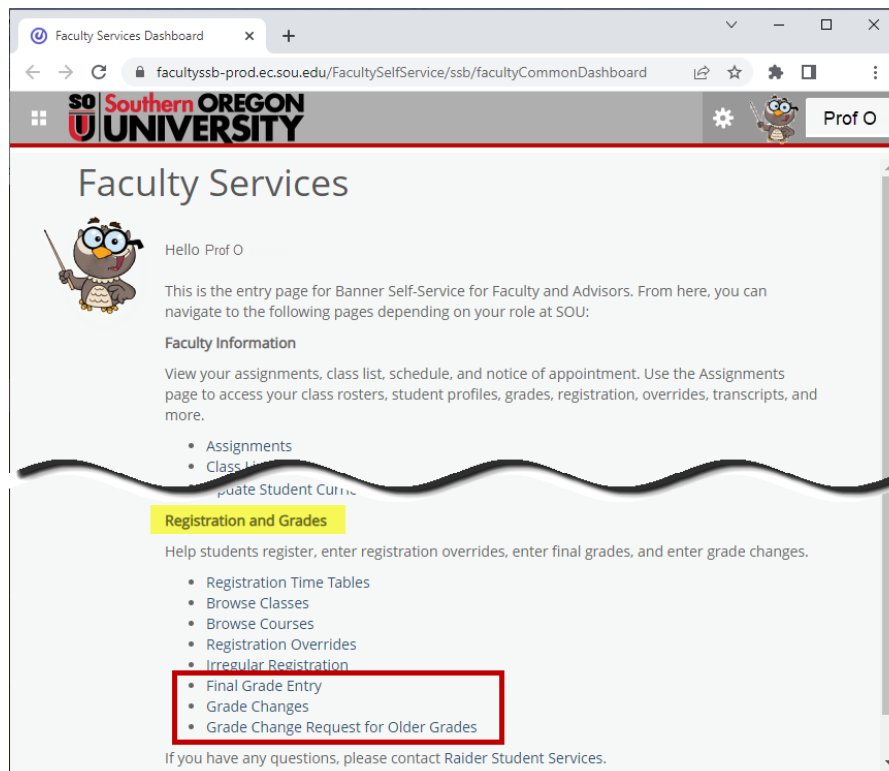 Faculty Services Dashboard
facultyssb-prod.ec.sou.edu/FacultySelfService/ssb/facultyCommonDashboard
SO Southern OREGON
U UNIVERSITY
Prof O
Faculty Services
Hello Prof O
This is the entry page for Banner Self-Service for Faculty and Advisors. From here, you can
navigate to the following pages depending on your role at SOU:
Faculty Information
View your assignments, class list, schedule, and notice of appointment. Use the Assignments
page to access your class rosters, student profiles, grades, registration, overrides, transcripts, and
more.
• Assignments
• Class
Student
Registration and Grades
Help students register, enter registration overrides, enter final grades, and enter grade changes.
• Registration Time Tables
• Browse Classes
• Browse Courses
• Registration Overrides
• Irregular Registration
• Final Grade Entry
• Grade Changes
• Grade Change Request for Older Grades
If you have any questions, please contact Raider Student Services.